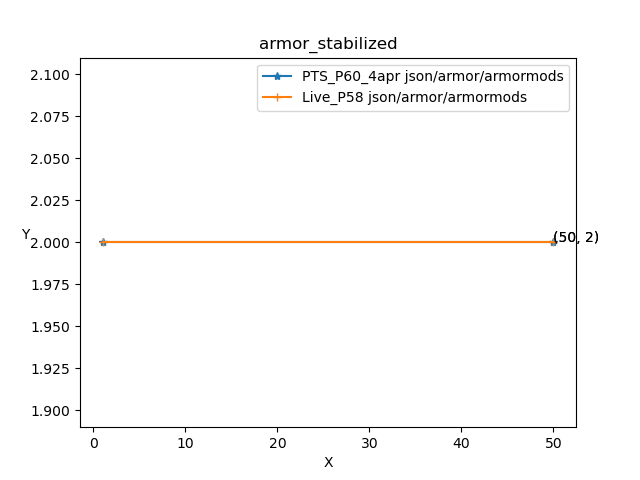 armor_stabilized
PTS_P60_4apr json/armor/armormods
Live_P58 json/armor/armormods
2.100
2.075
2.050
2.025
2.000
1.975
1.950
1.925
1.900
Y
(50, 2)
0 10 20 30 40 50
X